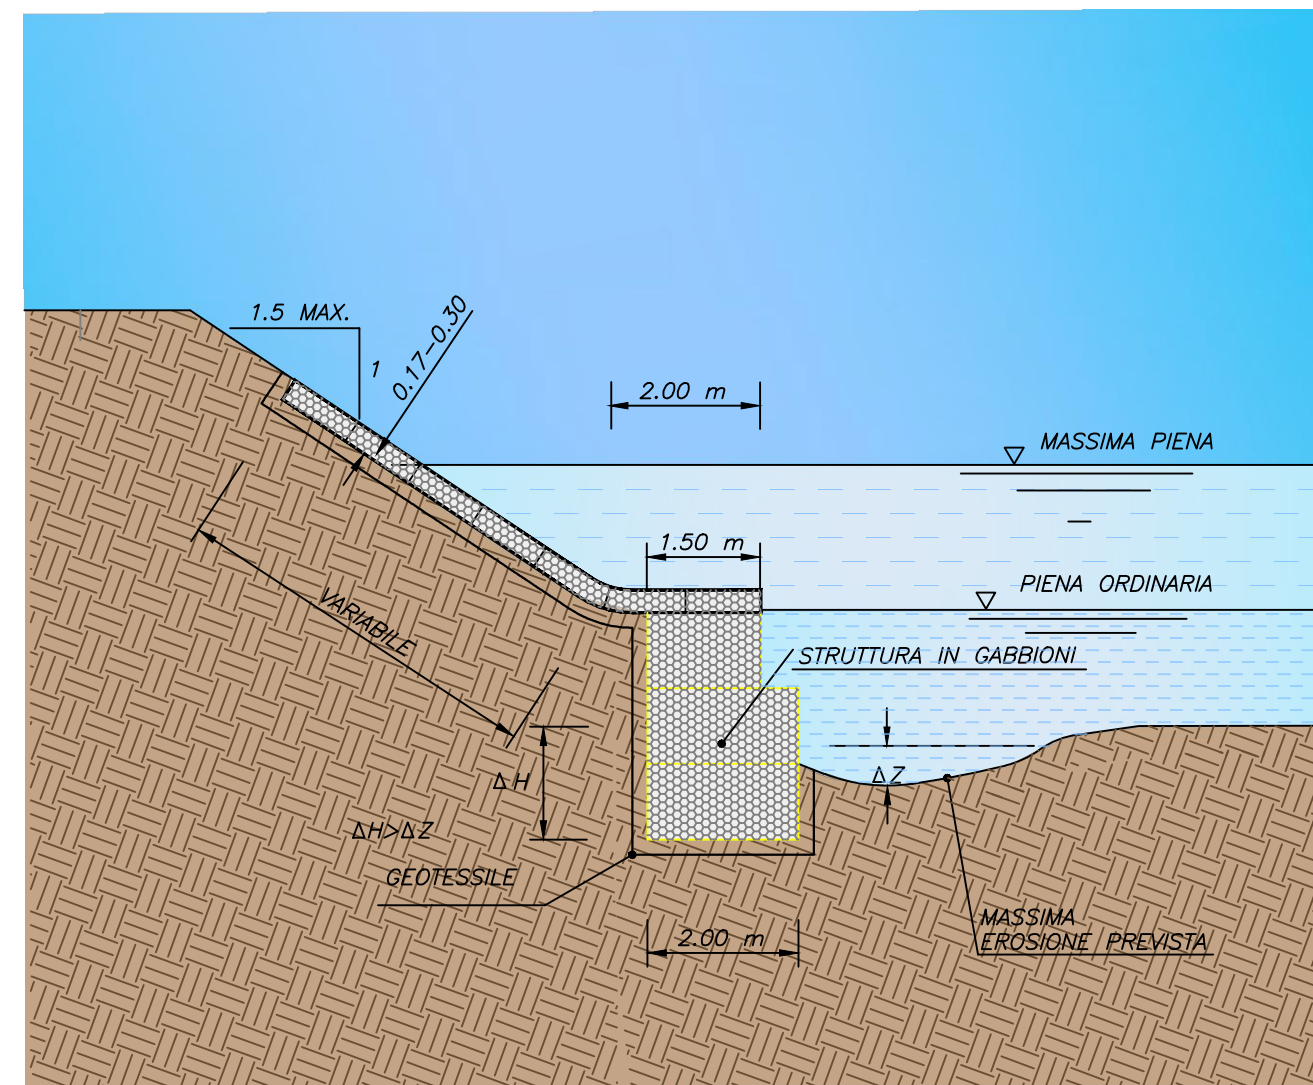 1.5 MAX.
1
0.17-0.30
2.00 m
MASSIMA PIENA
1.50 m
PIENA ORDINARIA
VARIABILE
STRUTTURA IN GABBIONI
ΔH
ΔZ
ΔH>ΔZ
GEOTESSILE
MASSIMA
EROSIONE PREVISTA
2.00 m